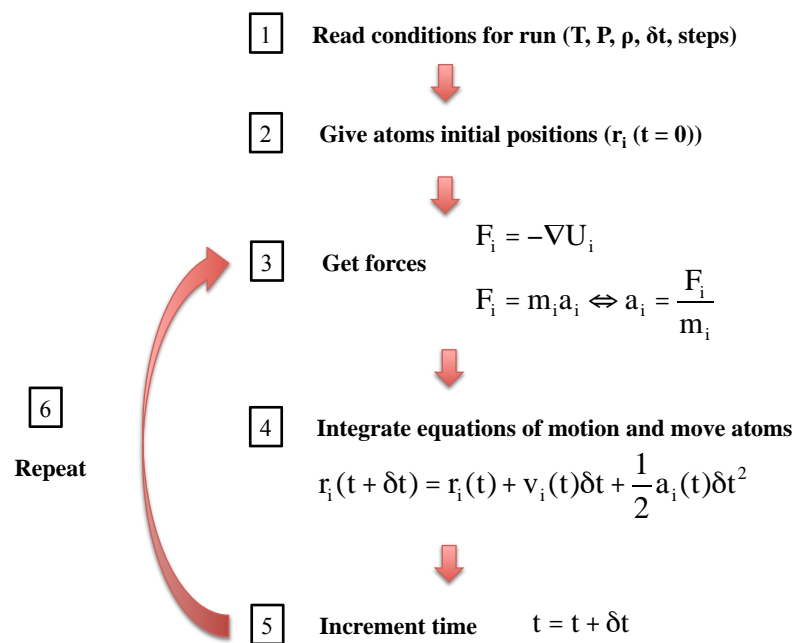 1 Read conditions for run (T, P, ρ, δt, steps)
2 Give atoms initial positions (rᵢ (t = 0))
3 Get forces
Fᵢ = −∇Uᵢ
Fᵢ = mᵢaᵢ ⇔ aᵢ = Fᵢ/mᵢ
4 Integrate equations of motion and move atoms
rᵢ(t + δt) = rᵢ(t) + vᵢ(t)δt + 1/2 aᵢ(t)δt²
5 Increment time t = t + δt
6
Repeat